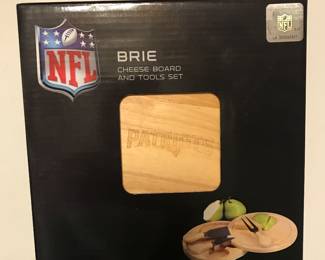 NFL
NFL
BRIE
CHEESE BOARD
AND TOOLS SET
PATRIOTS